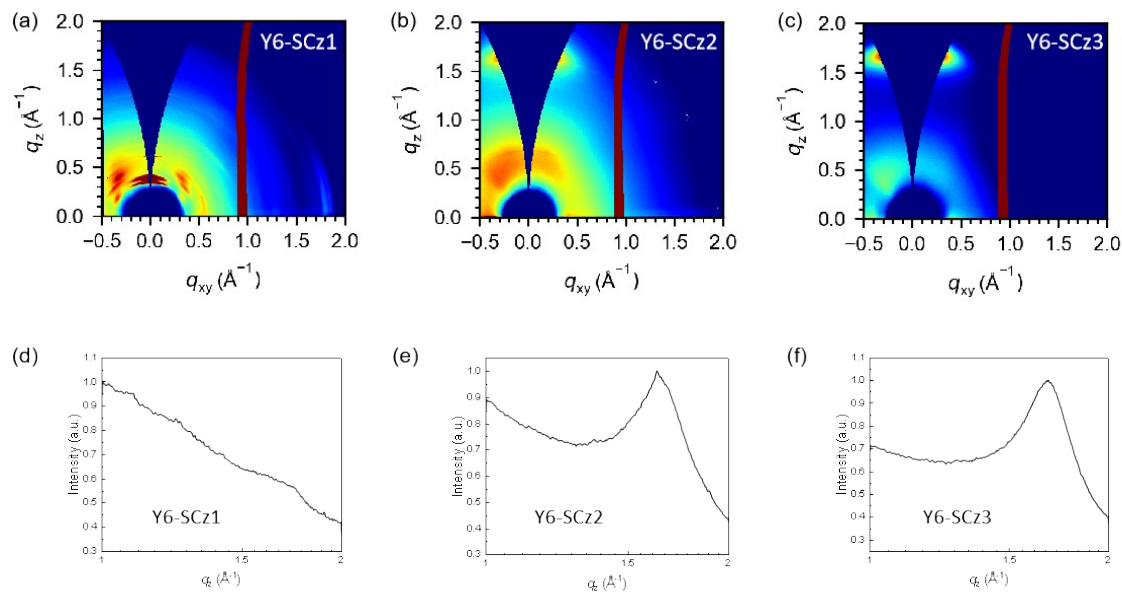 (a)
2.0
1.5
1.0
0.5
0.0
qz (Å⁻¹)
Y6-SCz1
−0.5 0.0 0.5 1.0 1.5 2.0
qxy (Å⁻¹)
(b)
2.0
1.5
1.0
0.5
0.0
qz (Å⁻¹)
Y6-SCz2
−0.5 0.0 0.5 1.0 1.5 2.0
qxy (Å⁻¹)
(c)
2.0
1.5
1.0
0.5
0.0
qz (Å⁻¹)
Y6-SCz3
−0.5 0.0 0.5 1.0 1.5 2.0
qxy (Å⁻¹)
(d)
1.1
1.0
0.9
0.8
0.7
0.6
0.5
0.4
0.3
Intensity (a.u.)
Y6-SCz1
1 1.5 2
qz (Å⁻¹)
(e)
1.1
1.0
0.9
0.8
0.7
0.6
0.5
0.4
0.3
Intensity (a.u.)
Y6-SCz2
1 1.5 2
qz (Å⁻¹)
(f)
1.1
1.0
0.9
0.8
0.7
0.6
0.5
0.4
0.3
Intensity (a.u.)
Y6-SCz3
1 1.5 2
qz (Å⁻¹)